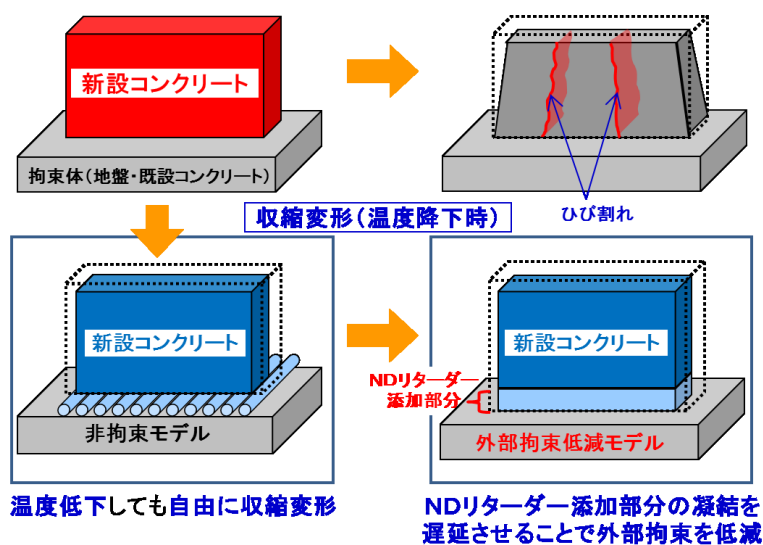 新設コンクリート
拘束体(地盤・既設コンクリート)
ひび割れ
収縮変形(温度降下時)
新設コンクリート
非拘束モデル
新設コンクリート
NDリターダー
添加部分
外部拘束低減モデル
温度低下しても自由に収縮変形
NDリターダー添加部分の凝結を
遅延させることで外部拘束を低減